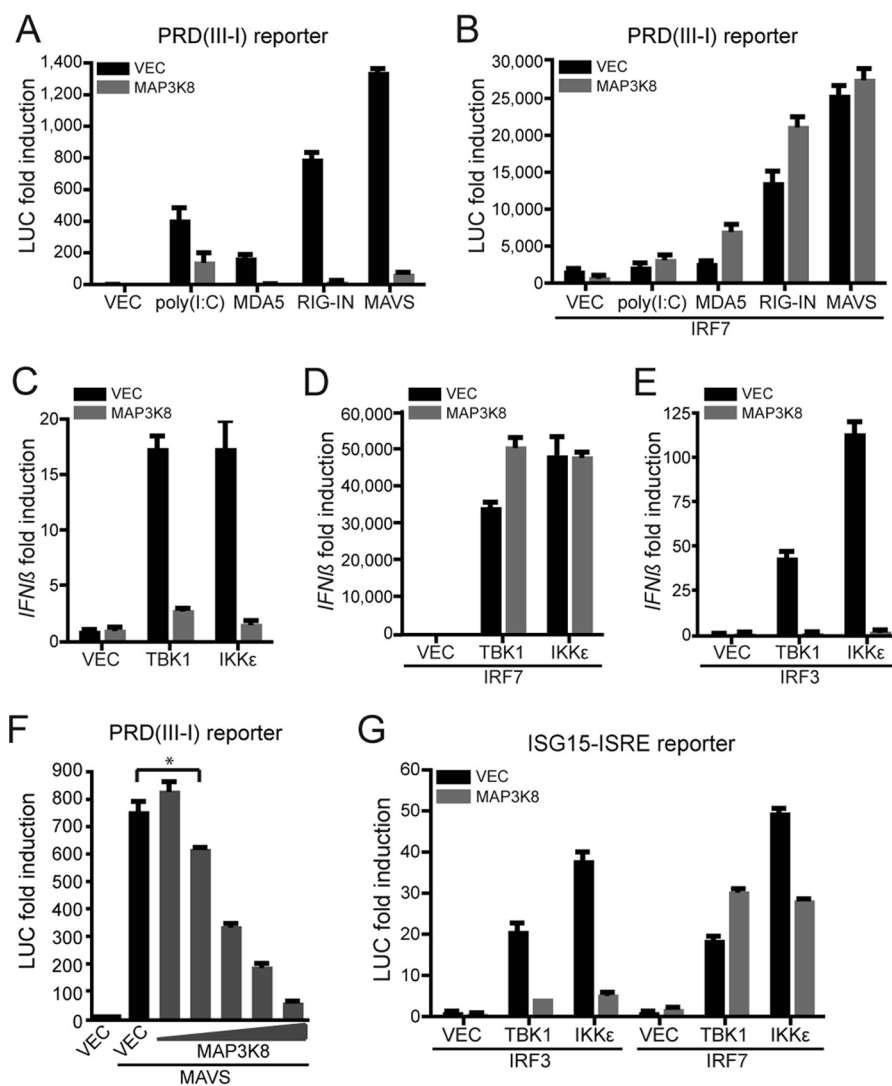 A
PRD(III-I) reporter
VEC
MAP3K8
LUC fold induction
1,400
1,200
1,000
800
600
400
200
0
VEC poly(I:C) MDA5 RIG-IN MAVS
B
PRD(III-I) reporter
VEC
MAP3K8
LUC fold induction
30,000
25,000
20,000
15,000
10,000
5,000
0
VEC poly(I:C) MDA5 RIG-IN MAVS
IRF7
C
VEC
MAP3K8
IFNß fold induction
20
15
10
5
0
VEC TBK1 IKKε
D
VEC
MAP3K8
IFNß fold induction
60,000
50,000
40,000
30,000
20,000
10,000
0
VEC TBK1 IKKε
IRF7
E
VEC
MAP3K8
IFNß fold induction
125
100
75
50
25
0
VEC TBK1 IKKε
IRF3
F
PRD(III-I) reporter
LUC fold induction
900
800
700
600
500
400
300
200
100
0
*
VEC VEC MAP3K8
MAVS
G
ISG15-ISRE reporter
VEC
MAP3K8
LUC fold induction
60
50
40
30
20
10
0
VEC TBK1 IKKε VEC TBK1 IKKε
IRF3 IRF7